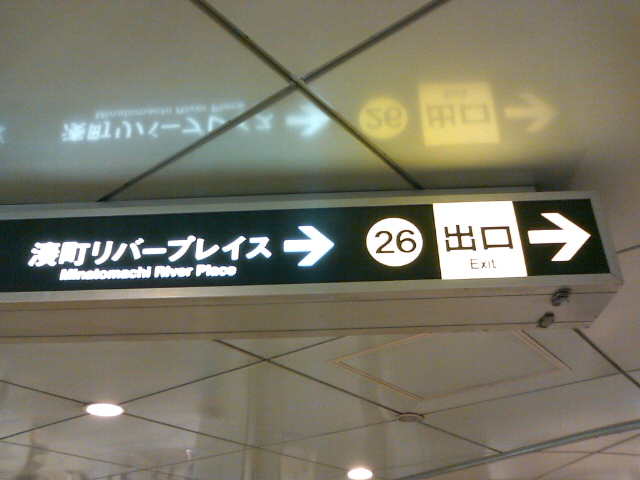 湊町リバープレイス → 26 出口 →
Minatomachi River Place Exit